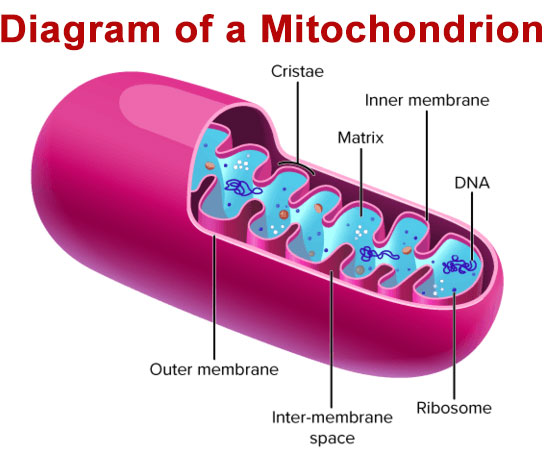 Diagram of a Mitochondrion
Cristae
Inner membrane
Matrix
DNA
Outer membrane
Inter-membrane
space
Ribosome